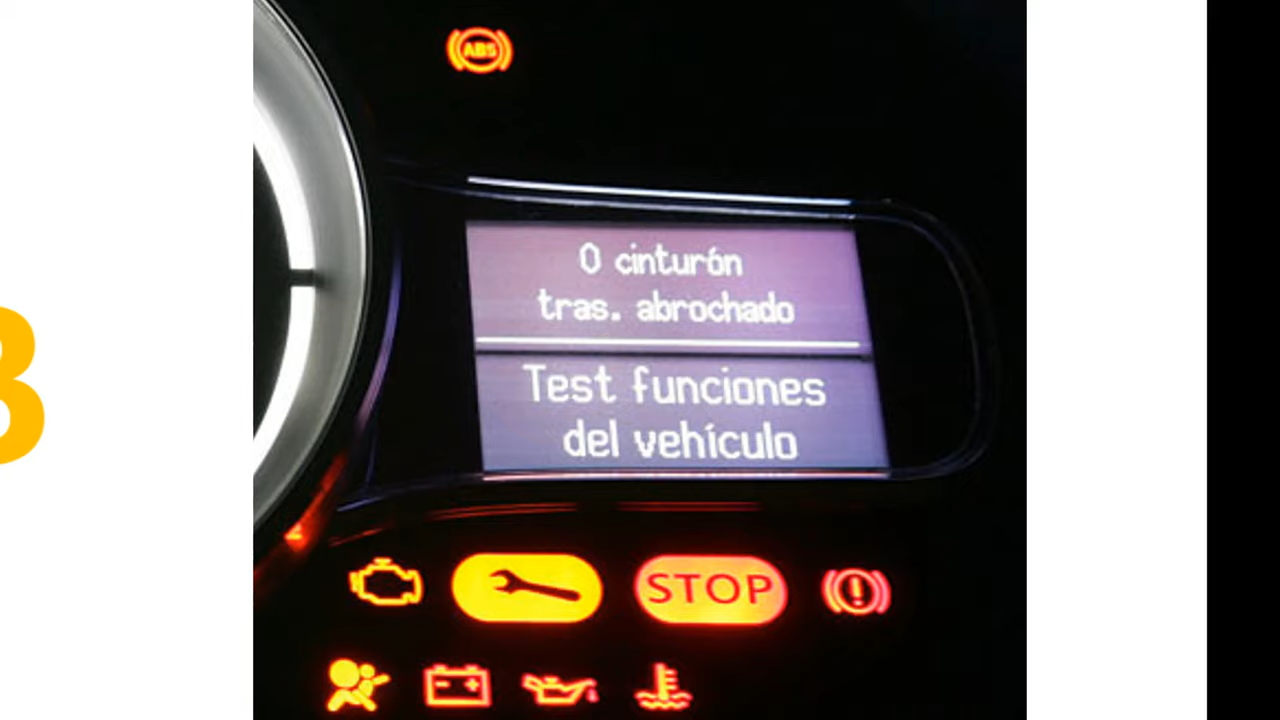 ABS
0 cinturón
tras. abrochado
Test funciones
del vehículo
STOP